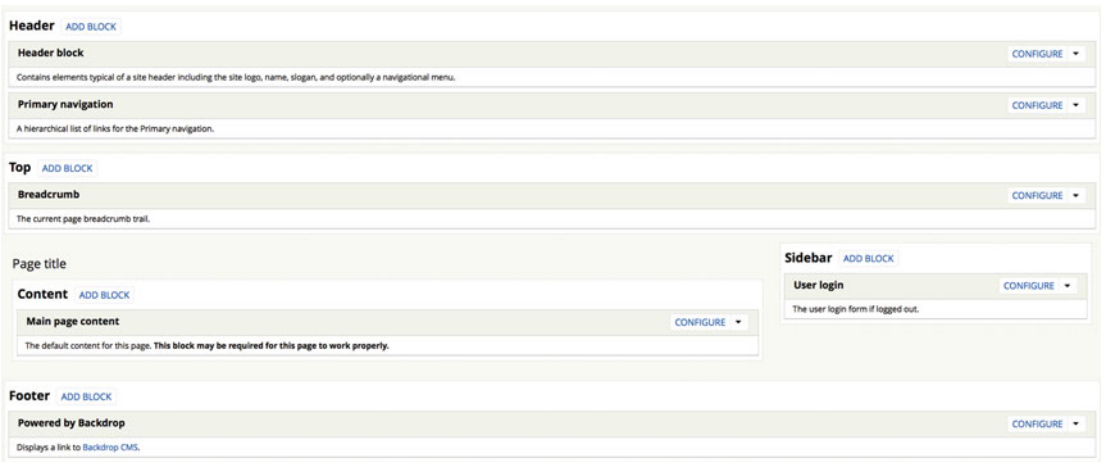 Header ADD BLOCK
Header block CONFIGURE
Contains elements typical of a site header including the site logo, name, slogan, and optionally a navigational menu.
Primary navigation CONFIGURE
A hierarchical list of links for the Primary navigation.
Top ADD BLOCK
Breadcrumb CONFIGURE
The current page breadcrumb trail.
Page title
Content ADD BLOCK
Main page content CONFIGURE
The default content for this page. This block may be required for this page to work properly.
Sidebar ADD BLOCK
User login CONFIGURE
The user login form if logged out.
Footer ADD BLOCK
Powered by Backdrop CONFIGURE
Displays a link to Backdrop CMS.